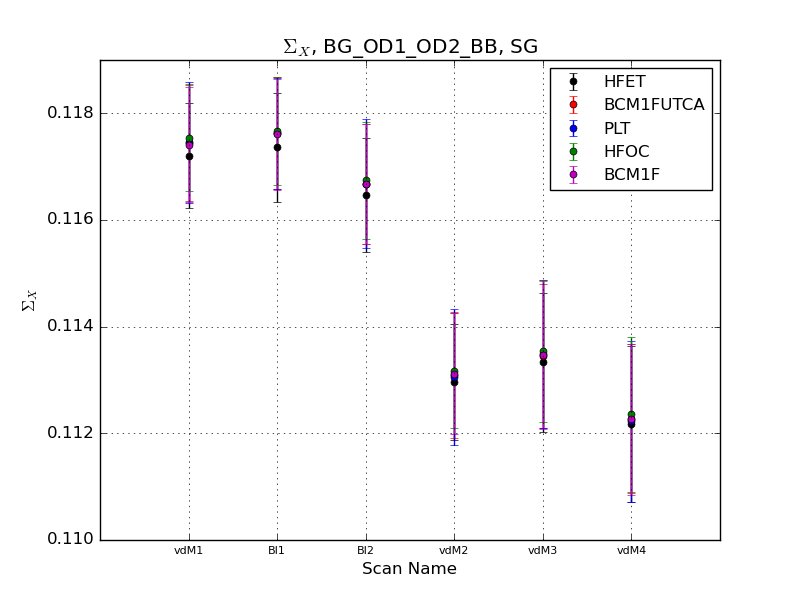 Σ_X, BG_OD1_OD2_BB, SG
HFET
BCM1FUTCA
PLT
HFOC
BCM1F
0.118
0.116
0.114
0.112
0.110
Σ_X
vdM1 BI1 BI2 vdM2 vdM3 vdM4
Scan Name